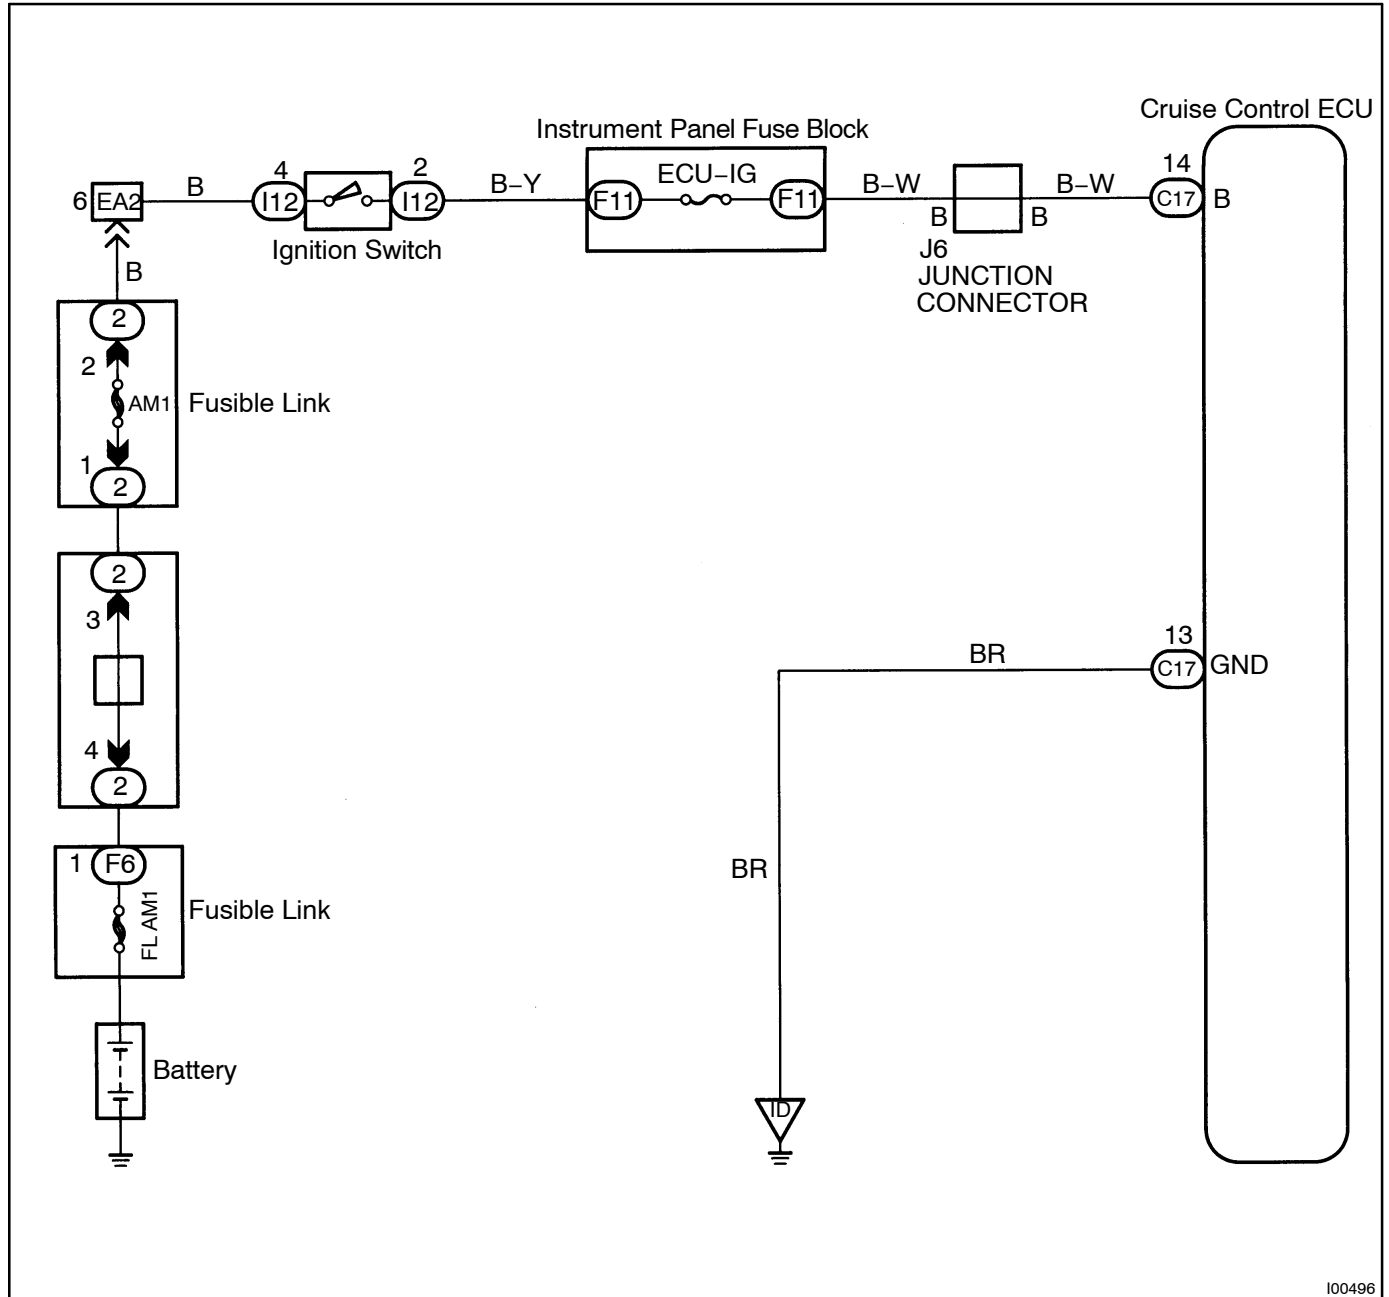 Cruise Control ECU
Instrument Panel Fuse Block
6 EA2
B
4
I12
2
I12
Ignition Switch
B–Y
F11
ECU–IG
F11
B–W
B
B
B–W
J6
JUNCTION
CONNECTOR
14
C17
B
B
2
2
AM1
Fusible Link
1
2
2
3
4
2
1 F6
FL AM1
Fusible Link
Battery
13
C17
GND
BR
BR
ID
I00496